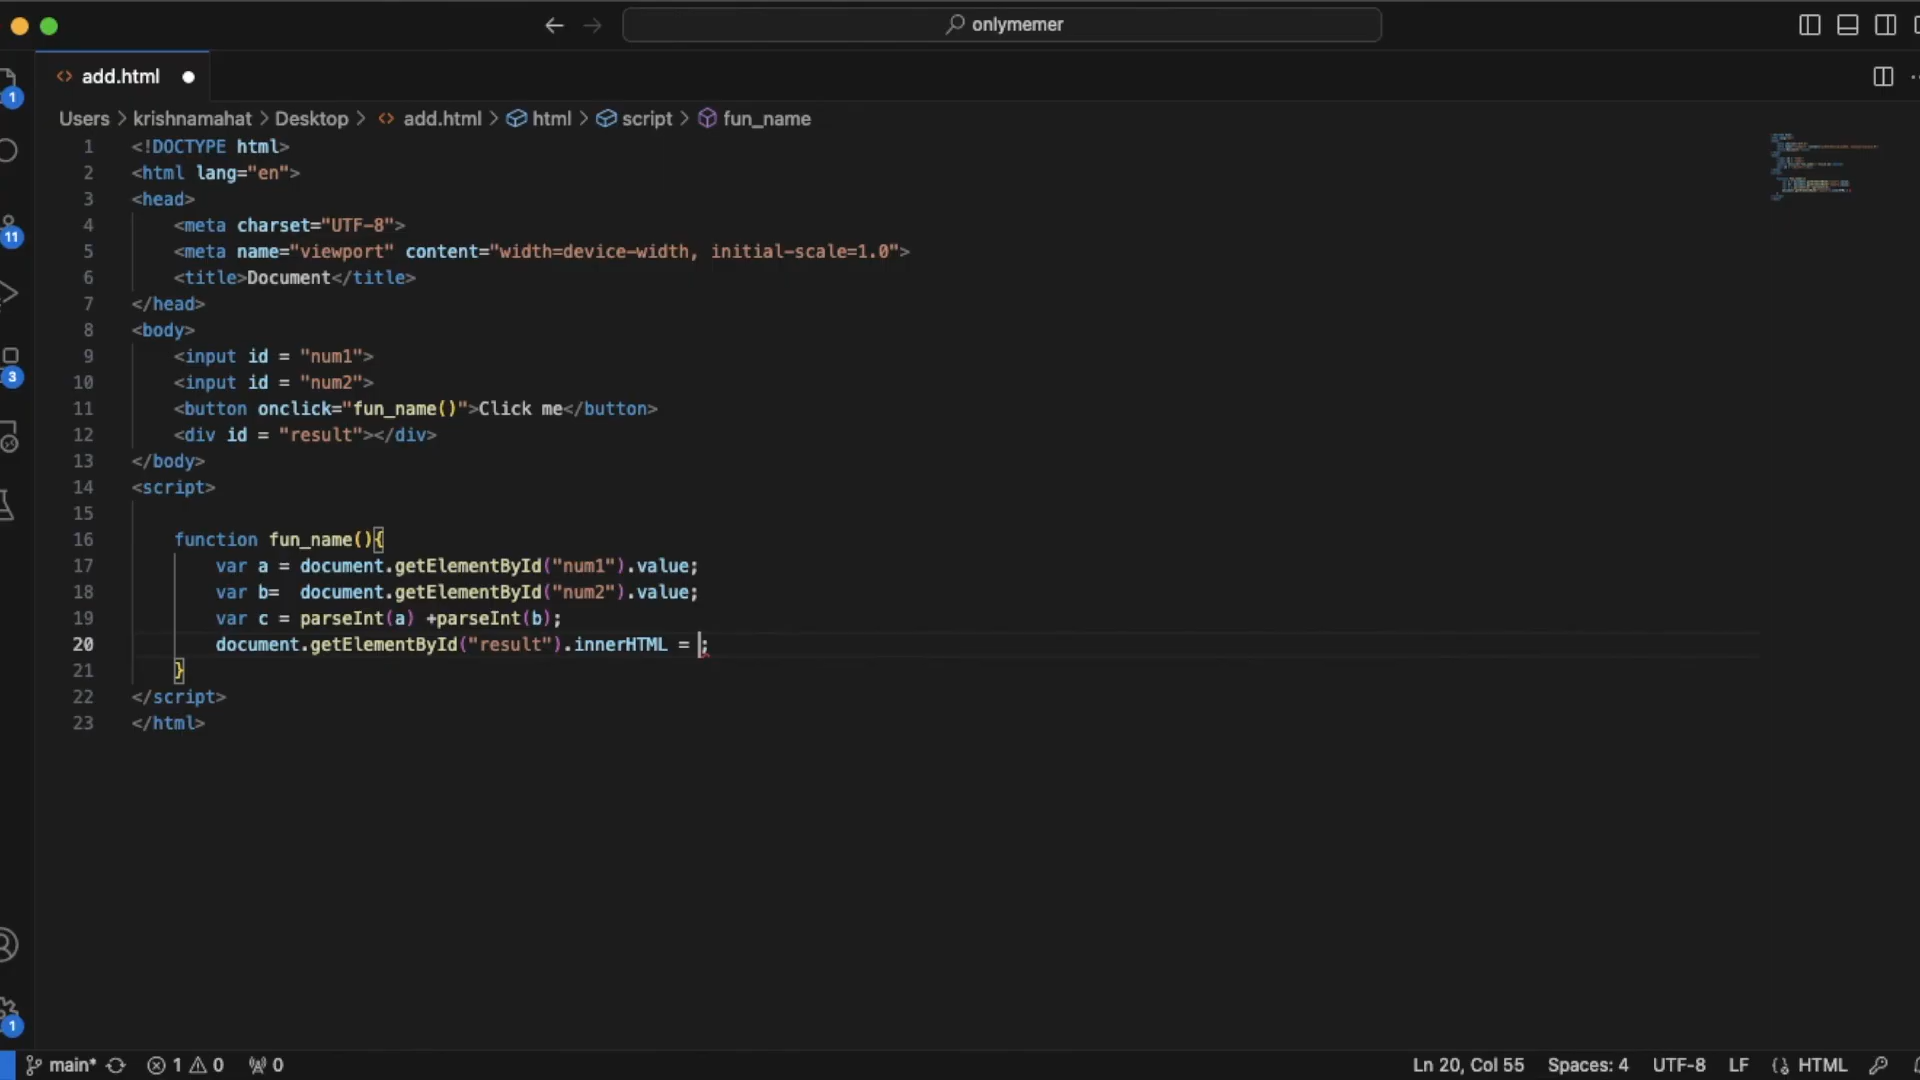 onlymemer
add.html
Users > krishnamahat > Desktop > add.html > html > script > fun_name
1 <!DOCTYPE html>
2 <html lang="en">
3 <head>
4     <meta charset="UTF-8">
5     <meta name="viewport" content="width=device-width, initial-scale=1.0">
6     <title>Document</title>
7 </head>
8 <body>
9     <input id = "num1">
10     <input id = "num2">
11     <button onclick="fun_name()">Click me</button>
12     <div id = "result"></div>
13 </body>
14 <script>
15
16     function fun_name(){
17         var a = document.getElementById("num1").value;
18         var b=  document.getElementById("num2").value;
19         var c = parseInt(a) +parseInt(b);
20         document.getElementById("result").innerHTML = ;
21     }
22 </script>
23 </html>
1
11
3
1
main* 1 0 0 Ln 20, Col 55 Spaces: 4 UTF-8 LF HTML